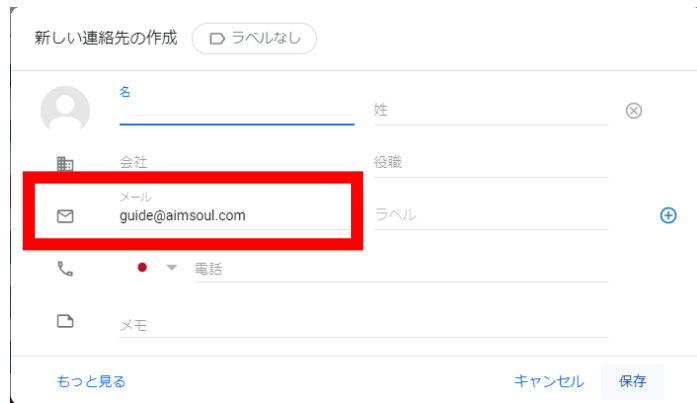 新しい連絡先の作成 ラベルなし
名
姓
会社 役職
メール
guide@aimsoul.com ラベル
電話
メモ
もっと見る キャンセル 保存